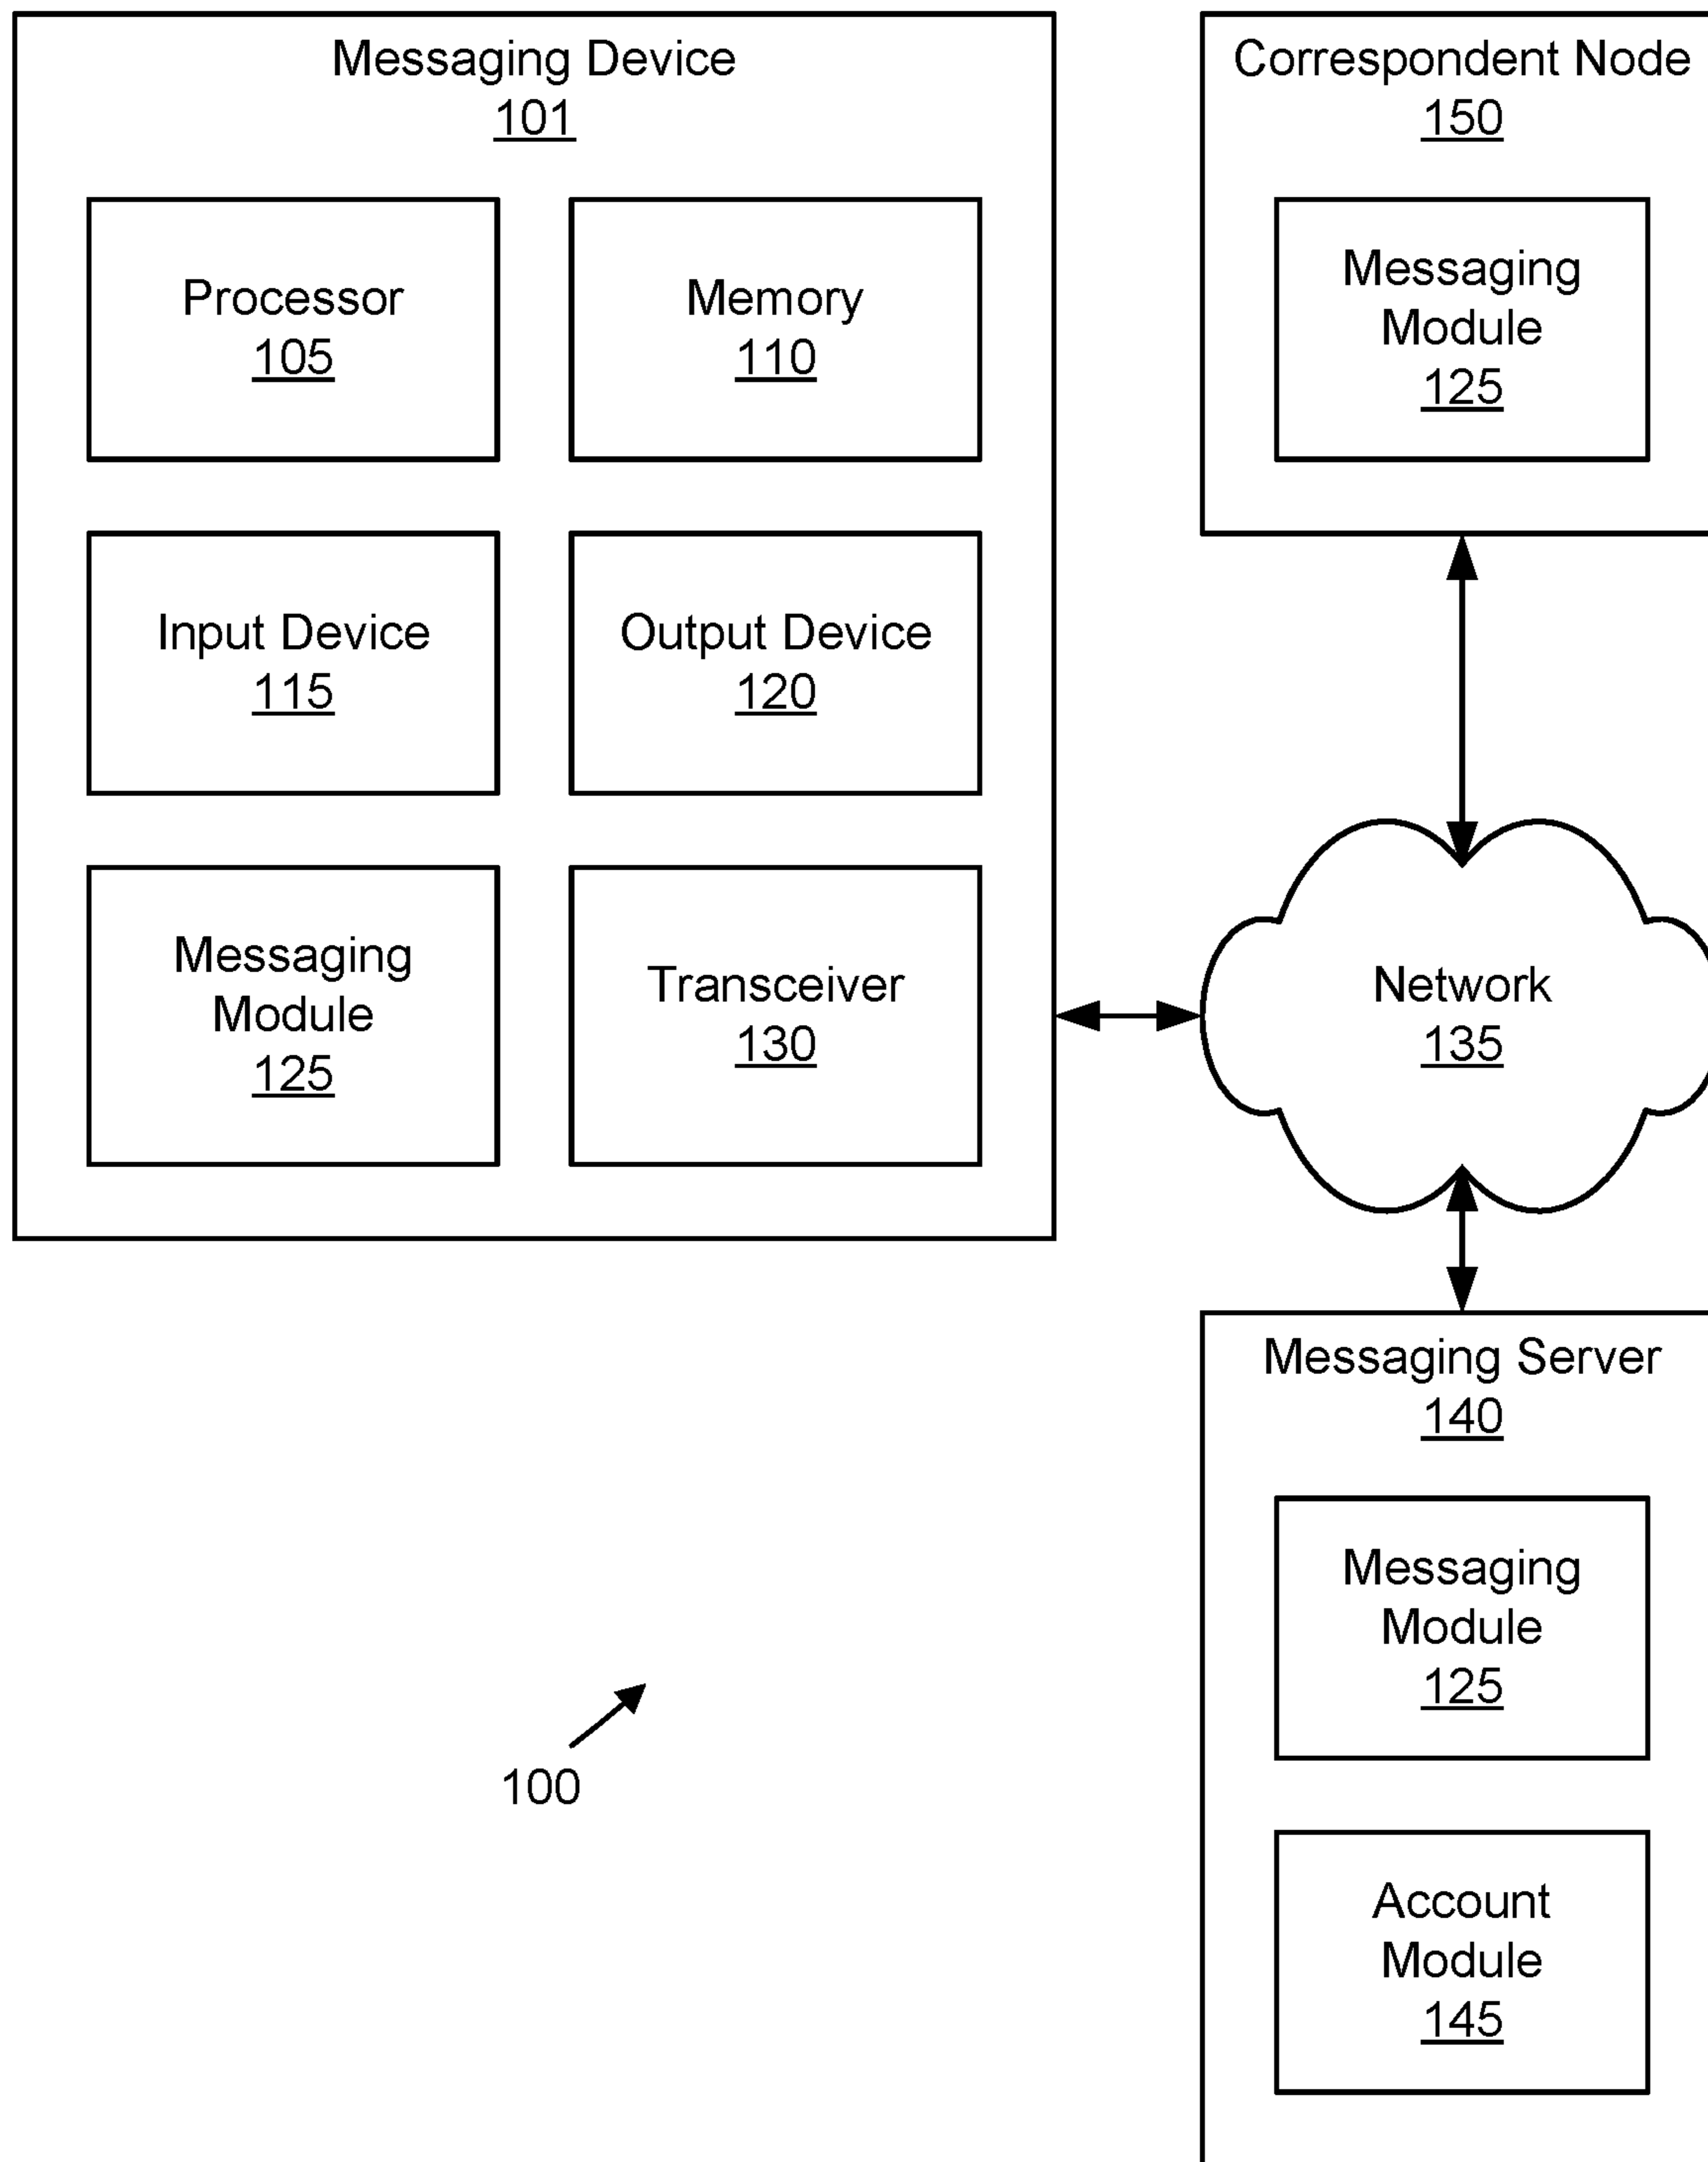 Messaging Device
101
Processor
105
Memory
110
Input Device
115
Output Device
120
Messaging
Module
125
Transceiver
130
Correspondent Node
150
Messaging
Module
125
Network
135
Messaging Server
140
Messaging
Module
125
Account
Module
145
100